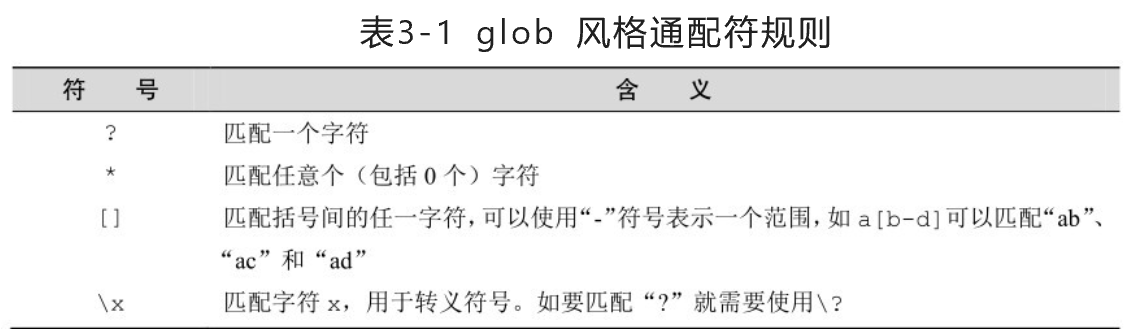 表3-1 glob 风格通配符规则
符 号 含 义
? 匹配一个字符
* 匹配任意个（包括 0 个）字符
[] 匹配括号间的任一字符，可以使用“-”符号表示一个范围，如 a[b-d]可以匹配“ab”、
“ac”和“ad”
\x 匹配字符 x，用于转义符号。如要匹配“?”就需要使用\?